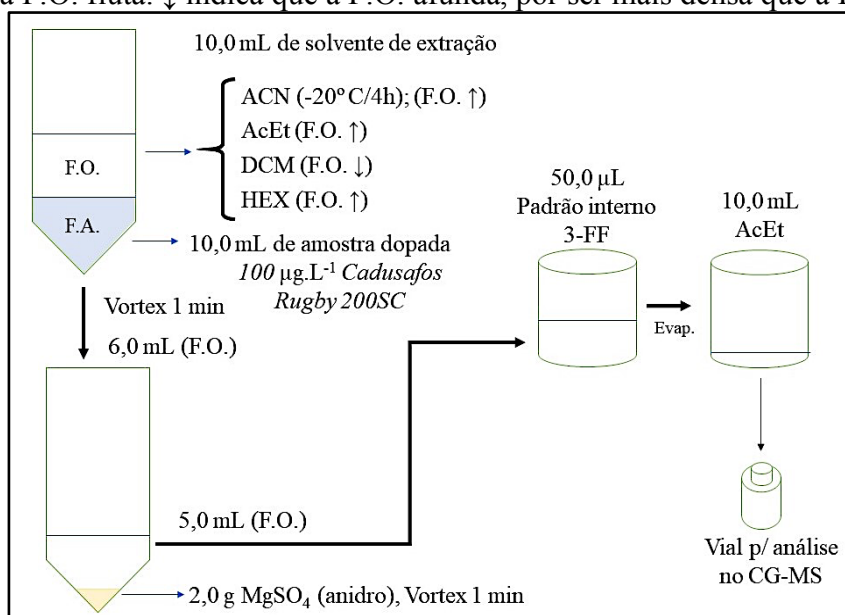 a F.O. fluta. ↓ indica que a F.O. afunda, por ser mais densa que a
10,0 mL de solvente de extração
ACN (-20º C/4h); (F.O. ↑)
AcEt (F.O. ↑)
DCM (F.O. ↓)
HEX (F.O. ↑)
F.O.
F.A.
10,0 mL de amostra dopada
100 µg.L⁻¹ Cadusafos
Rugby 200SC
Vortex 1 min
6,0 mL (F.O.)
50,0 µL
Padrão interno
3-FF
Evap.
10,0 mL
AcEt
5,0 mL (F.O.)
2,0 g MgSO₄ (anidro), Vortex 1 min
Vial p/ análise
no CG-MS